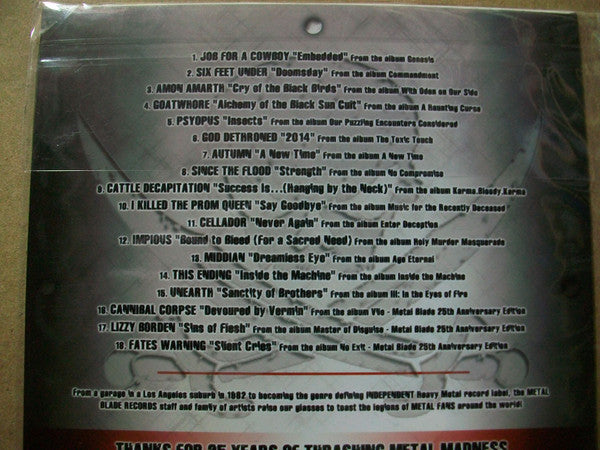 1. JOB FOR A COWBOY "Embedded" From the album Genesis
2. SIX FEET UNDER "Doomsday" From the album Commandment
3. AMON AMARTH "Cry of the Black Birds" From the album With Oden on Our Side
4. GOATWHORE "Alchemy of the Black Sun Cult" From the album A Haunting Curse
5. PSYOPUS "Insects" From the album Our Puzzling Encounters Considered
6. GOD DETHRONED "2014" From the album The Toxic Touch
7. AUTUMN "A New Time" From the album A New Time
8. SINCE THE FLOOD "Strength" From the album No Compromise
9. CATTLE DECAPITATION "Success is...(Hanging by the Neck)" From the album Karma.Bloody.Karma
10. I KILLED THE PROM QUEEN "Say Goodbye" From the album Music for the Recently Deceased
11. CELLADOR "Never Again" From the album Enter Deception
12. IMPIOUS "Bound to Bleed (For a Sacred Need) From the album Holy Murder Masquerade
13. MIDDIAN "Dreamless Eye" From the album Age Eternal
14. THIS ENDING "Inside the Machine" From the album Inside the Machine
15. UNEARTH "Sanctity of Brothers" From the album III: In the Eyes of Fire
16. CANNIBAL CORPSE "Devoured by Vermin" From the album Vile - Metal Blade 25th Anniversary Edition
17. LIZZY BORDEN "Sins of Flesh" From the album Master of Disguise - Metal Blade 25th Anniversary Edition
18. FATES WARNING "Silent Cries" From the album No Exit - Metal Blade 25th Anniversary Edition
From a garage in a Los Angeles suburb in 1982 to becoming the genre defining INDEPENDENT Heavy Metal record label, the METAL
BLADE RECORDS staff and family of artists raise our glasses to toast the legions of METAL FANS around the world!
THANKS FOR 25 YEARS OF THRASHING METAL MADNESS